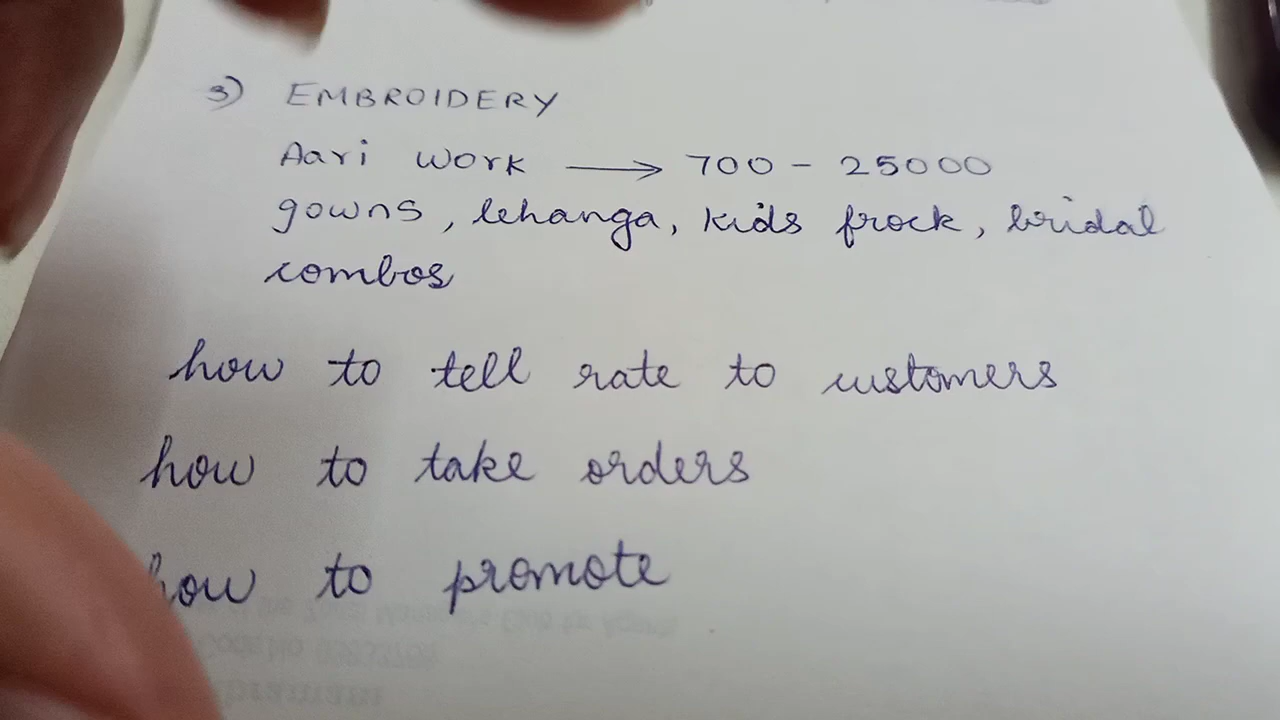 3) EMBROIDERY
Aari work → 700 - 25000
gowns, lehanga, kids frock, bridal
combos
how to tell rate to customers
how to take orders
how to promote